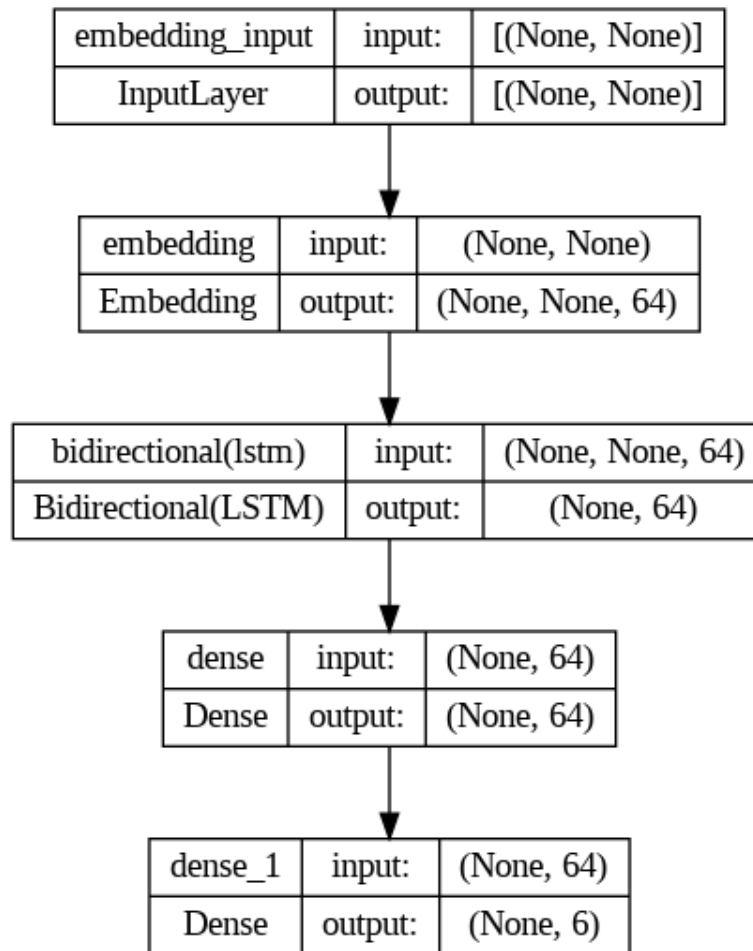 embedding_input input: [(None, None)]
InputLayer output: [(None, None)]
embedding input: (None, None)
Embedding output: (None, None, 64)
bidirectional(lstm) input: (None, None, 64)
Bidirectional(LSTM) output: (None, 64)
dense input: (None, 64)
Dense output: (None, 64)
dense_1 input: (None, 64)
Dense output: (None, 6)